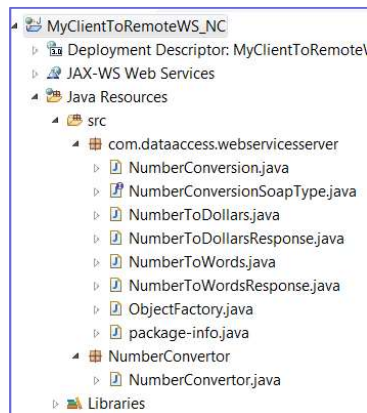 MyClientToRemoteWS_NC
Deployment Descriptor: MyClientToRemoteW
JAX-WS Web Services
Java Resources
src
com.dataaccess.webservicesserver
NumberConversion.java
NumberConversionSoapType.java
NumberToDollars.java
NumberToDollarsResponse.java
NumberToWords.java
NumberToWordsResponse.java
ObjectFactory.java
package-info.java
NumberConvertor
NumberConvertor.java
Libraries